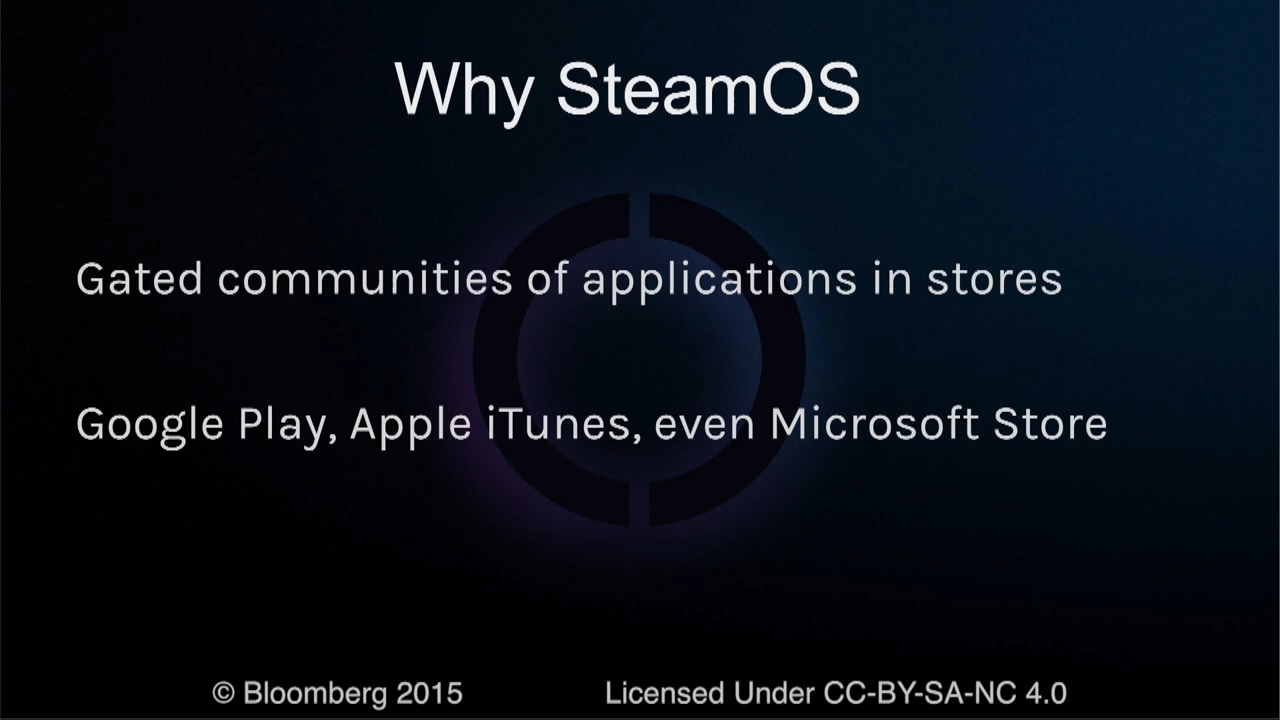 Why SteamOS
Gated communities of applications in stores
Google Play, Apple iTunes, even Microsoft Store
© Bloomberg 2015 Licensed Under CC-BY-SA-NC 4.0